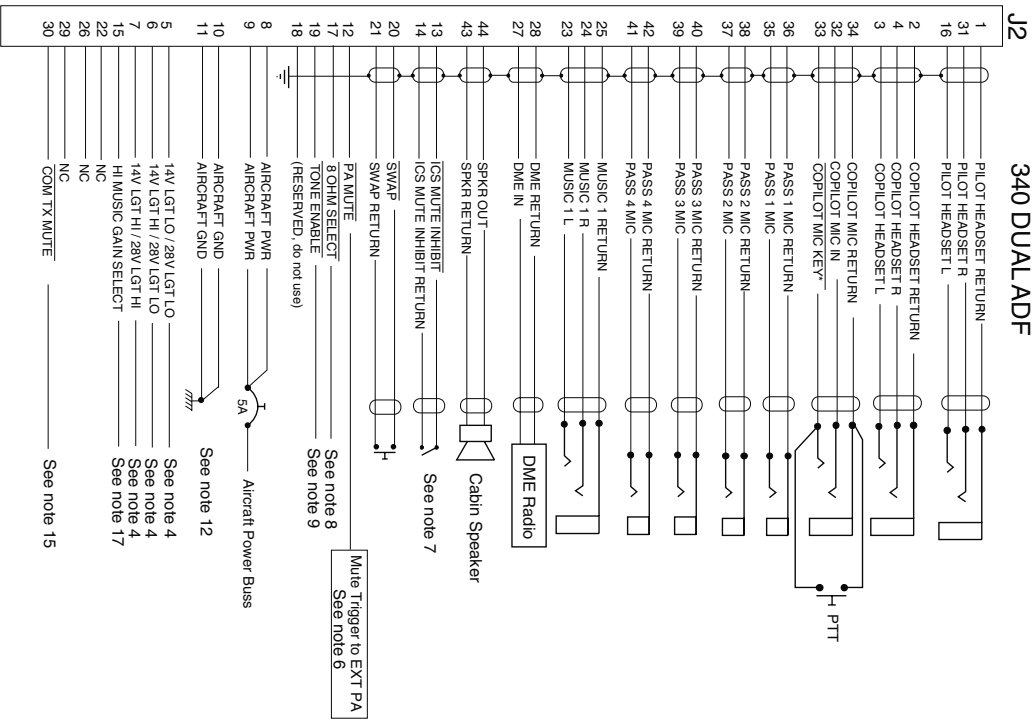 J2 340 DUAL ADF
1 PILOT HEADSET RETURN
31 PILOT HEADSET R
16 PILOT HEADSET L
2 COPILOT HEADSET RETURN
4 COPILOT HEADSET R
3 COPILOT HEADSET L
34 COPILOT MIC RETURN
32 COPILOT MIC IN
33 COPILOT MIC KEY*
PTT
36 PASS 1 MIC RETURN
35 PASS 1 MIC
38 PASS 2 MIC RETURN
37 PASS 2 MIC
40 PASS 3 MIC RETURN
39 PASS 3 MIC
42 PASS 4 MIC RETURN
41 PASS 4 MIC
25 MUSIC 1 RETURN
24 MUSIC 1 R
23 MUSIC 1 L
28 DME RETURN
27 DME IN
DME Radio
44 SPKR OUT
43 SPKR RETURN
Cabin Speaker
13 ICS MUTE INHIBIT
14 ICS MUTE INHIBIT RETURN
See note 7
20 SWAP
21 SWAP RETURN
12 PA MUTE
Mute Trigger to EXT PA
See note 6
17 8 OHM SELECT See note 8
19 TONE ENABLE See note 9
18 (RESERVED, do not use)
8 AIRCRAFT PWR
9 AIRCRAFT PWR
5A
Aircraft Power Buss
10 AIRCRAFT GND
11 AIRCRAFT GND
See note 12
5 14V LGT LO / 28V LGT LO See note 4
6 14V LGT HI / 28V LGT LO See note 4
7 14V LGT HI / 28V LGT HI See note 4
15 HI MUSIC GAIN SELECT See note 17
22 NC
26 NC
29 NC
30 COM TX MUTE See note 15